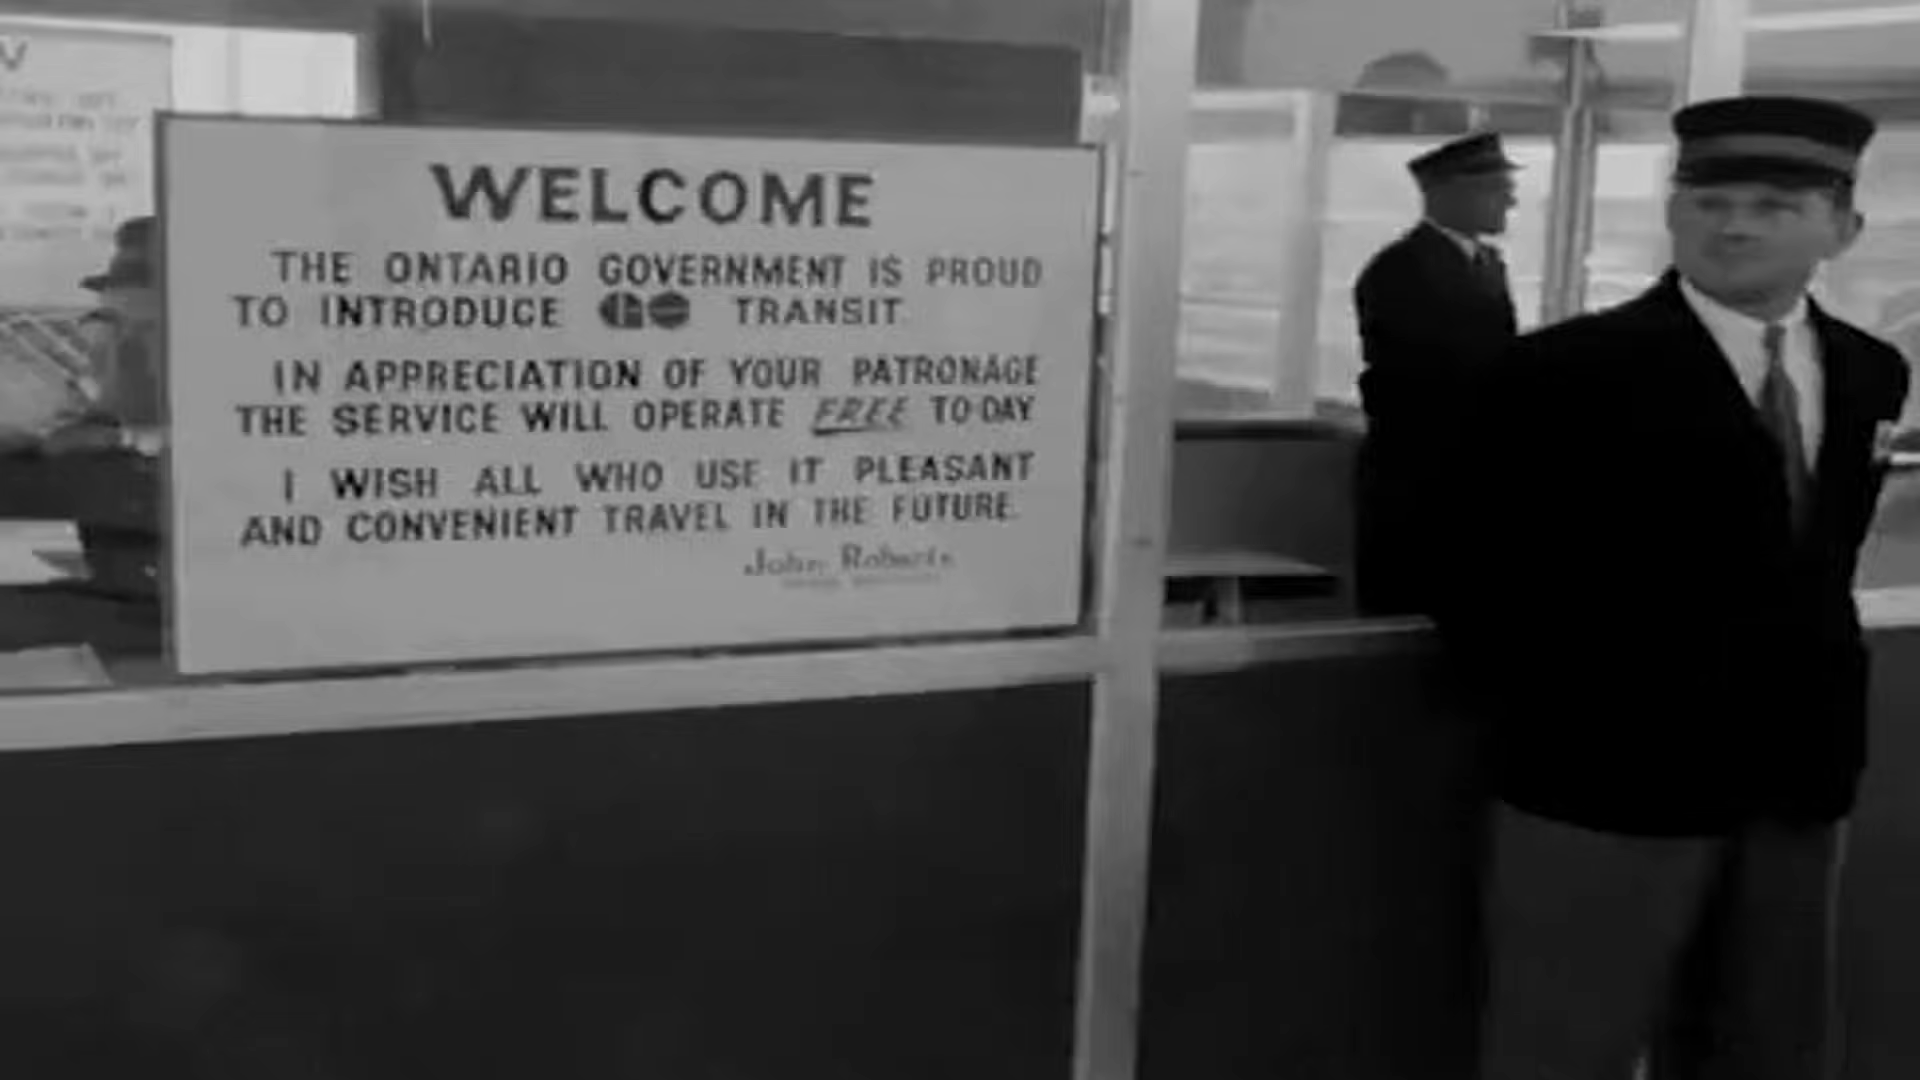 WELCOME
THE ONTARIO GOVERNMENT IS PROUD
TO INTRODUCE GO TRANSIT
IN APPRECIATION OF YOUR PATRONAGE
THE SERVICE WILL OPERATE FREE TO-DAY
I WISH ALL WHO USE IT PLEASANT
AND CONVENIENT TRAVEL IN THE FUTURE.
John Robarts